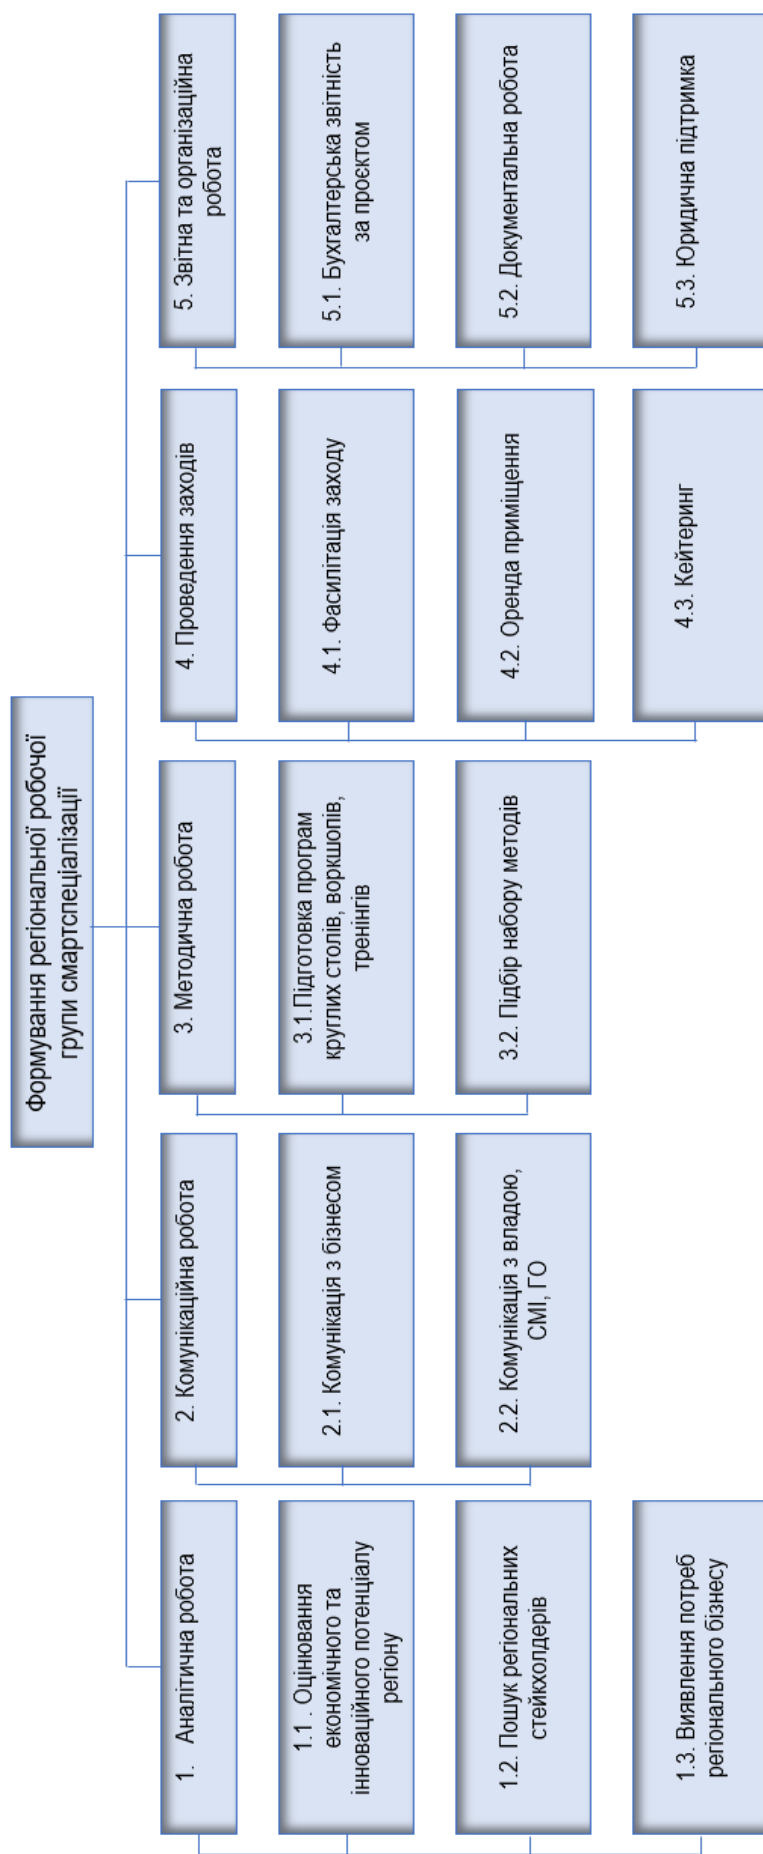 Формування регіональної робочої
групи смартспеціалізації
1. Аналітична робота
1.1 . Оцінювання
економічного та
інноваційного потенціалу
регіону
1.2. Пошук регіональних
стейкхолдерів
1.3. Виявлення потреб
регіонального бізнесу
2. Комунікаційна робота
2.1. Комунікація з бізнесом
2.2. Комунікація з владою,
СМІ, ГО
3. Методична робота
3.1.Підготовка програм
круглих столів, воркшопів,
тренінгів
3.2. Підбір набору методів
4. Проведення заходів
4.1. Фасилітація заходу
4.2. Оренда приміщення
4.3. Кейтеринг
5. Звітна та організаційна
робота
5.1. Бухгалтерська звітність
за проєктом
5.2. Документальна робота
5.3. Юридична підтримка